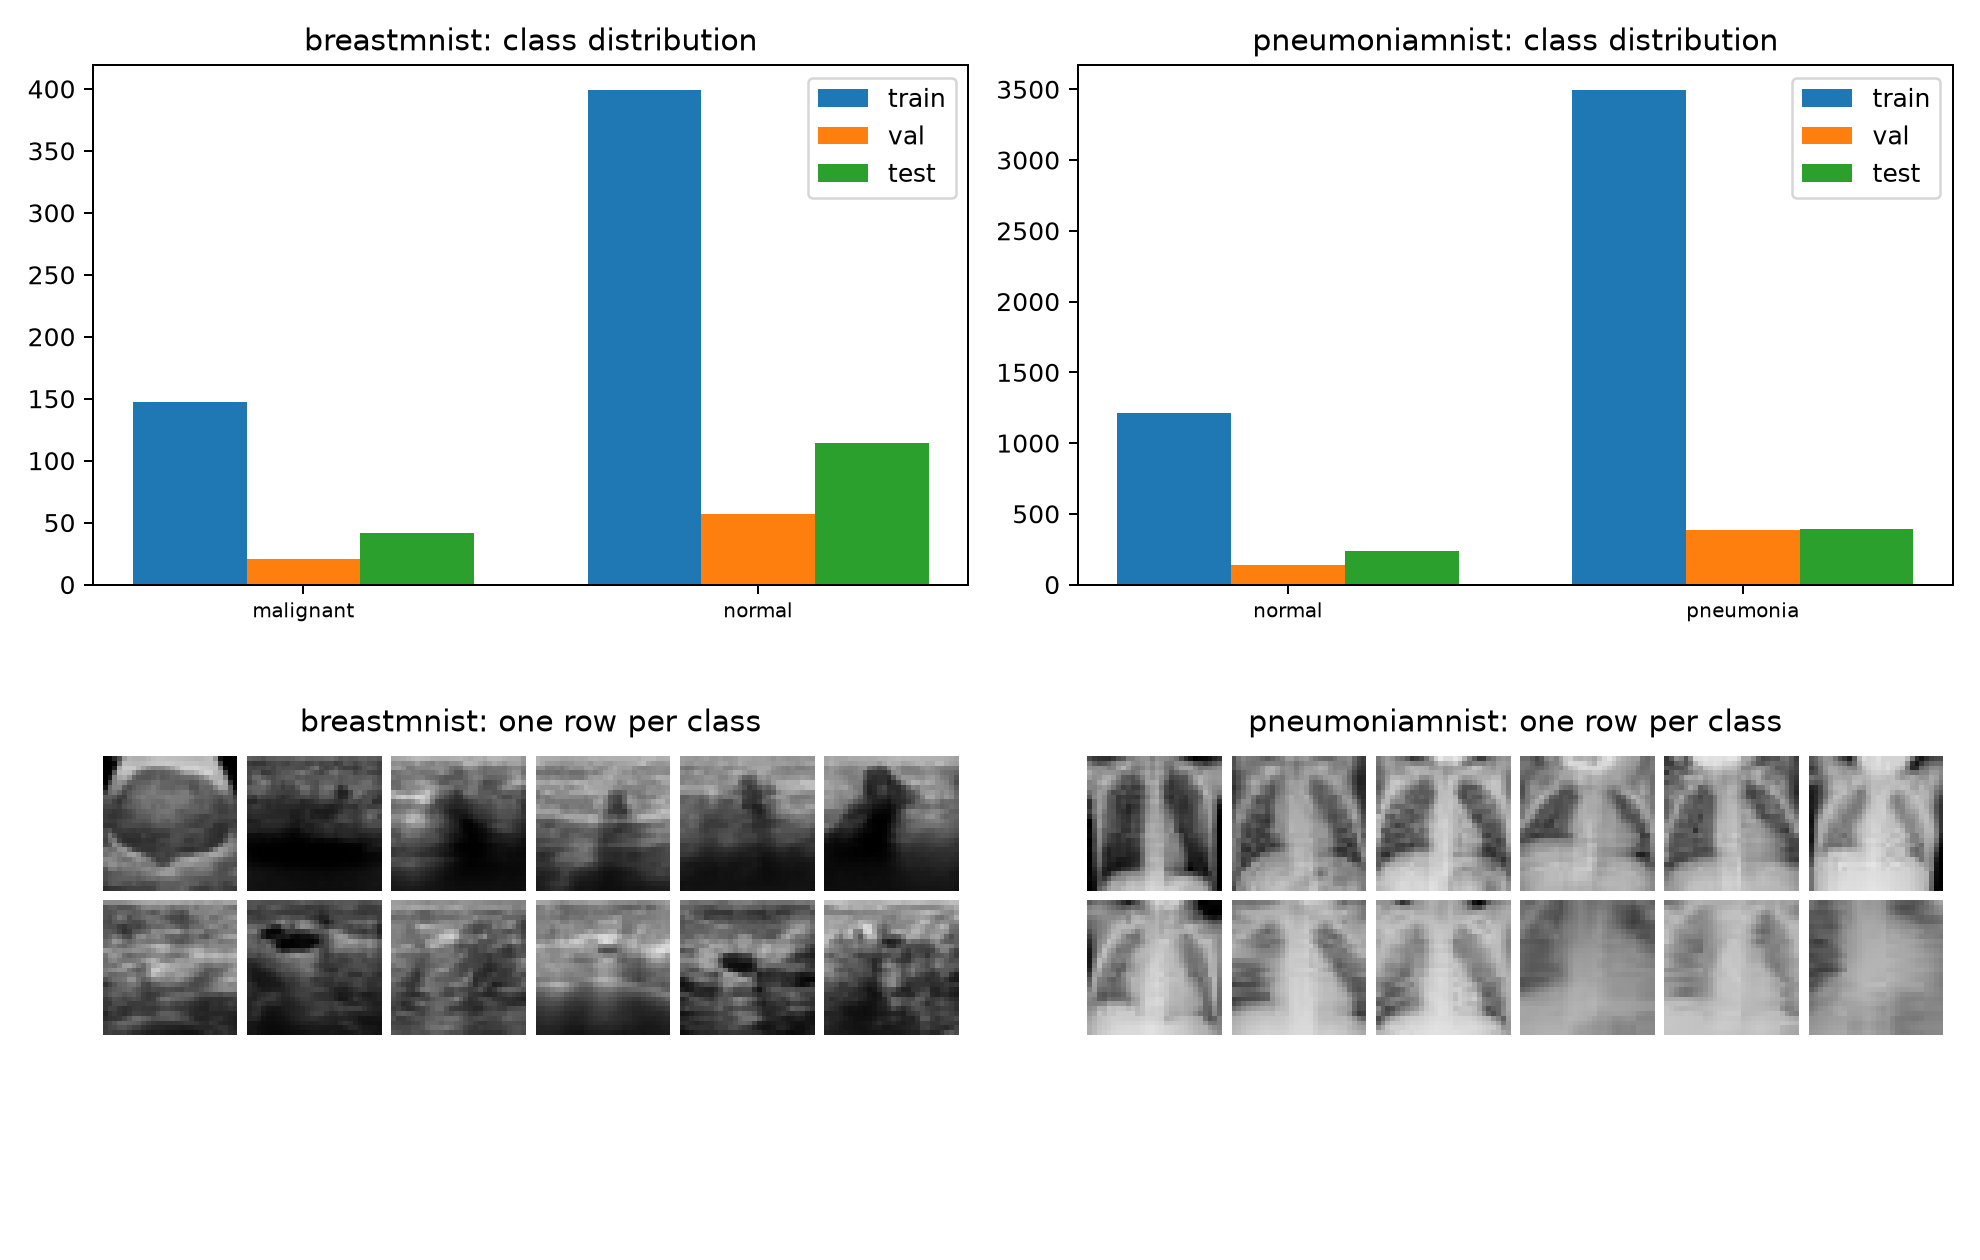 breastmnist: class distribution
400
350
300
250
200
150
100
50
0
train
val
test
malignant
normal
pneumoniamnist: class distribution
3500
3000
2500
2000
1500
1000
500
0
train
val
test
normal
pneumonia
breastmnist: one row per class
pneumoniamnist: one row per class